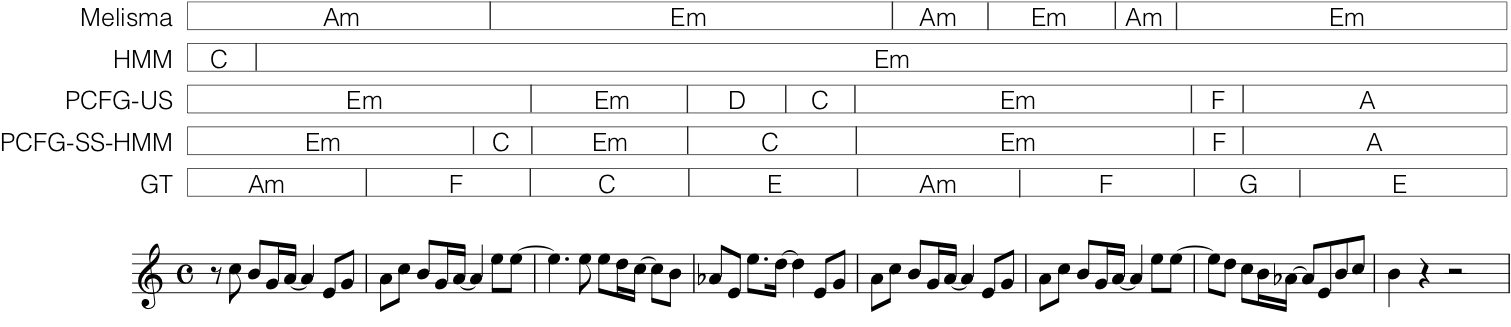 Melisma Am Em Am Em Am Em
HMM C Em
PCFG-US Em Em D C Em F A
PCFG-SS-HMM Em C Em C Em F A
GT Am F C E Am F G E